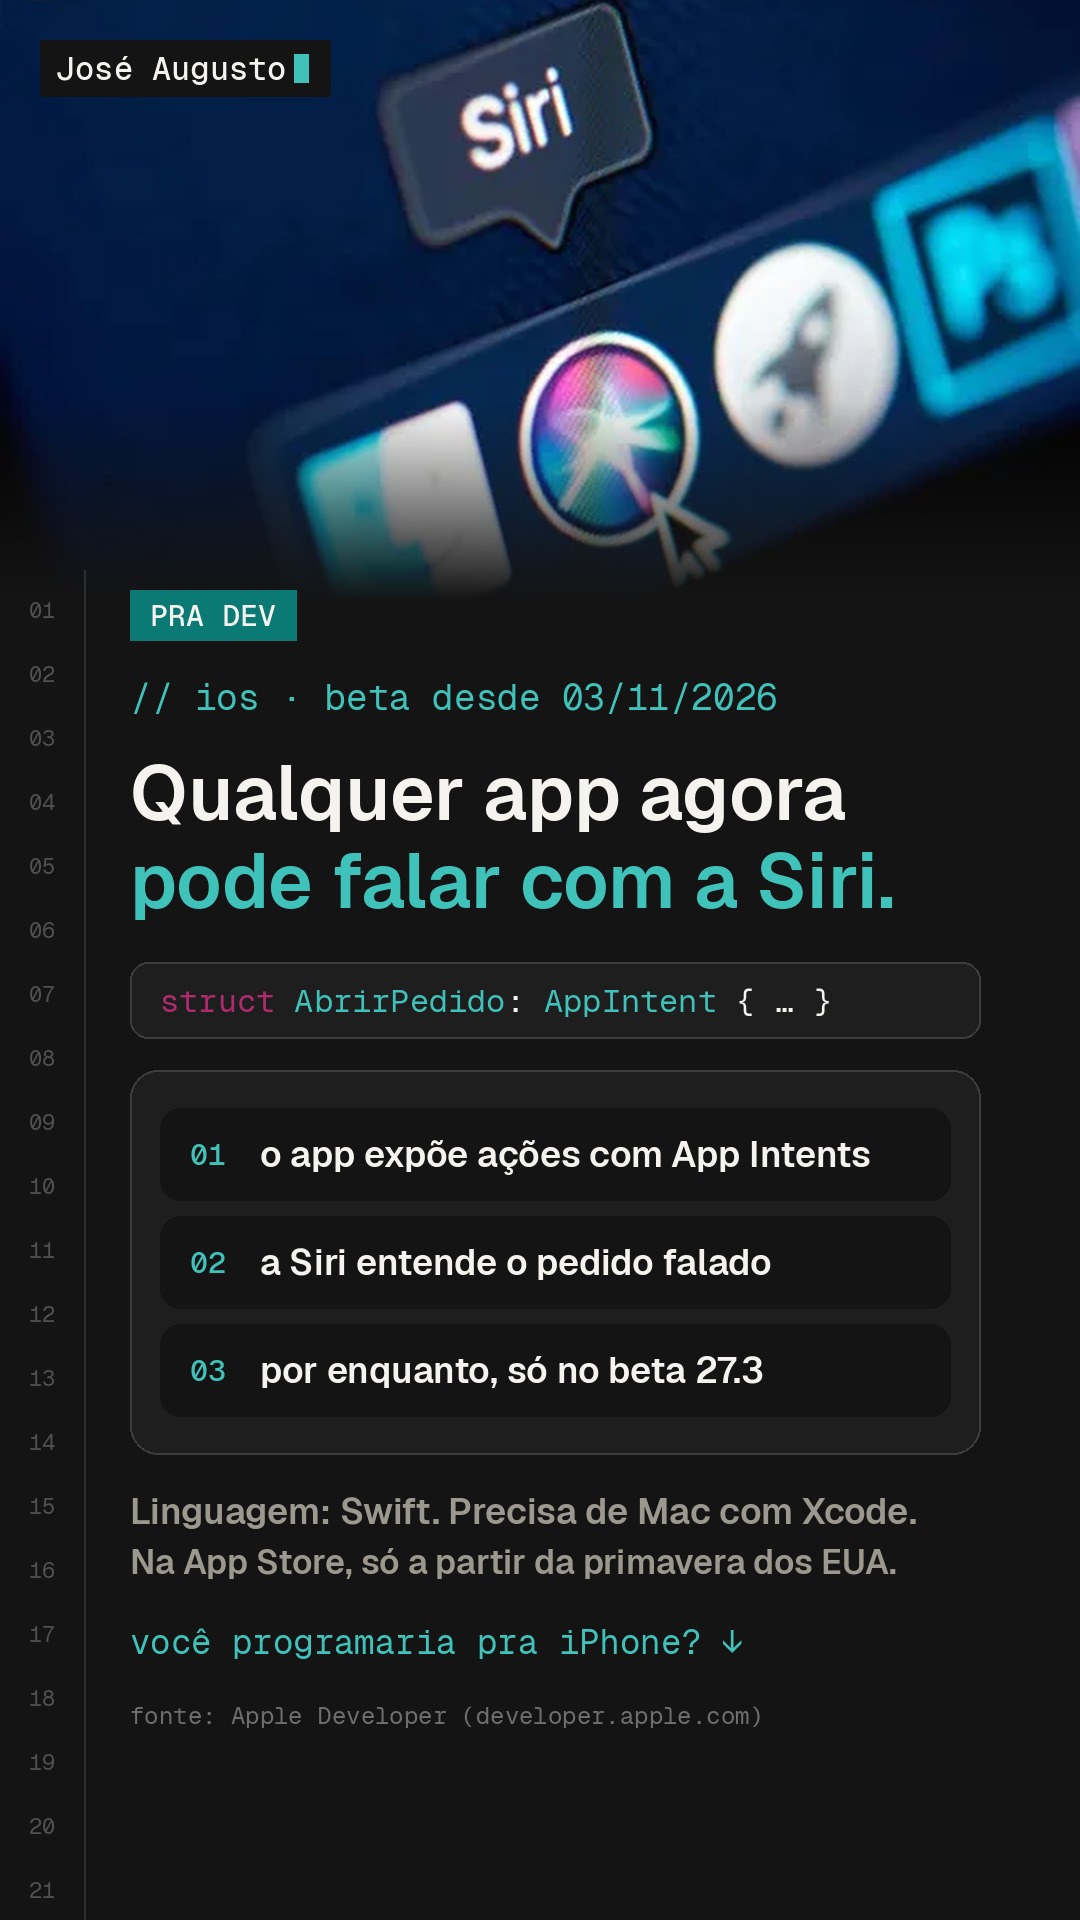 José Augusto
Siri
Ps
01
PRA DEV
02
// ios · beta desde 03/11/2026
03
04
Qualquer app agora
05
pode falar com a Siri.
06
07
struct AbrirPedido: AppIntent { … }
08
09
01 o app expõe ações com App Intents
10
11
02 a Siri entende o pedido falado
12
13
03 por enquanto, só no beta 27.3
14
15
Linguagem: Swift. Precisa de Mac com Xcode.
16
Na App Store, só a partir da primavera dos EUA.
17
você programaria pra iPhone? ↓
18
fonte: Apple Developer (developer.apple.com)
19
20
21